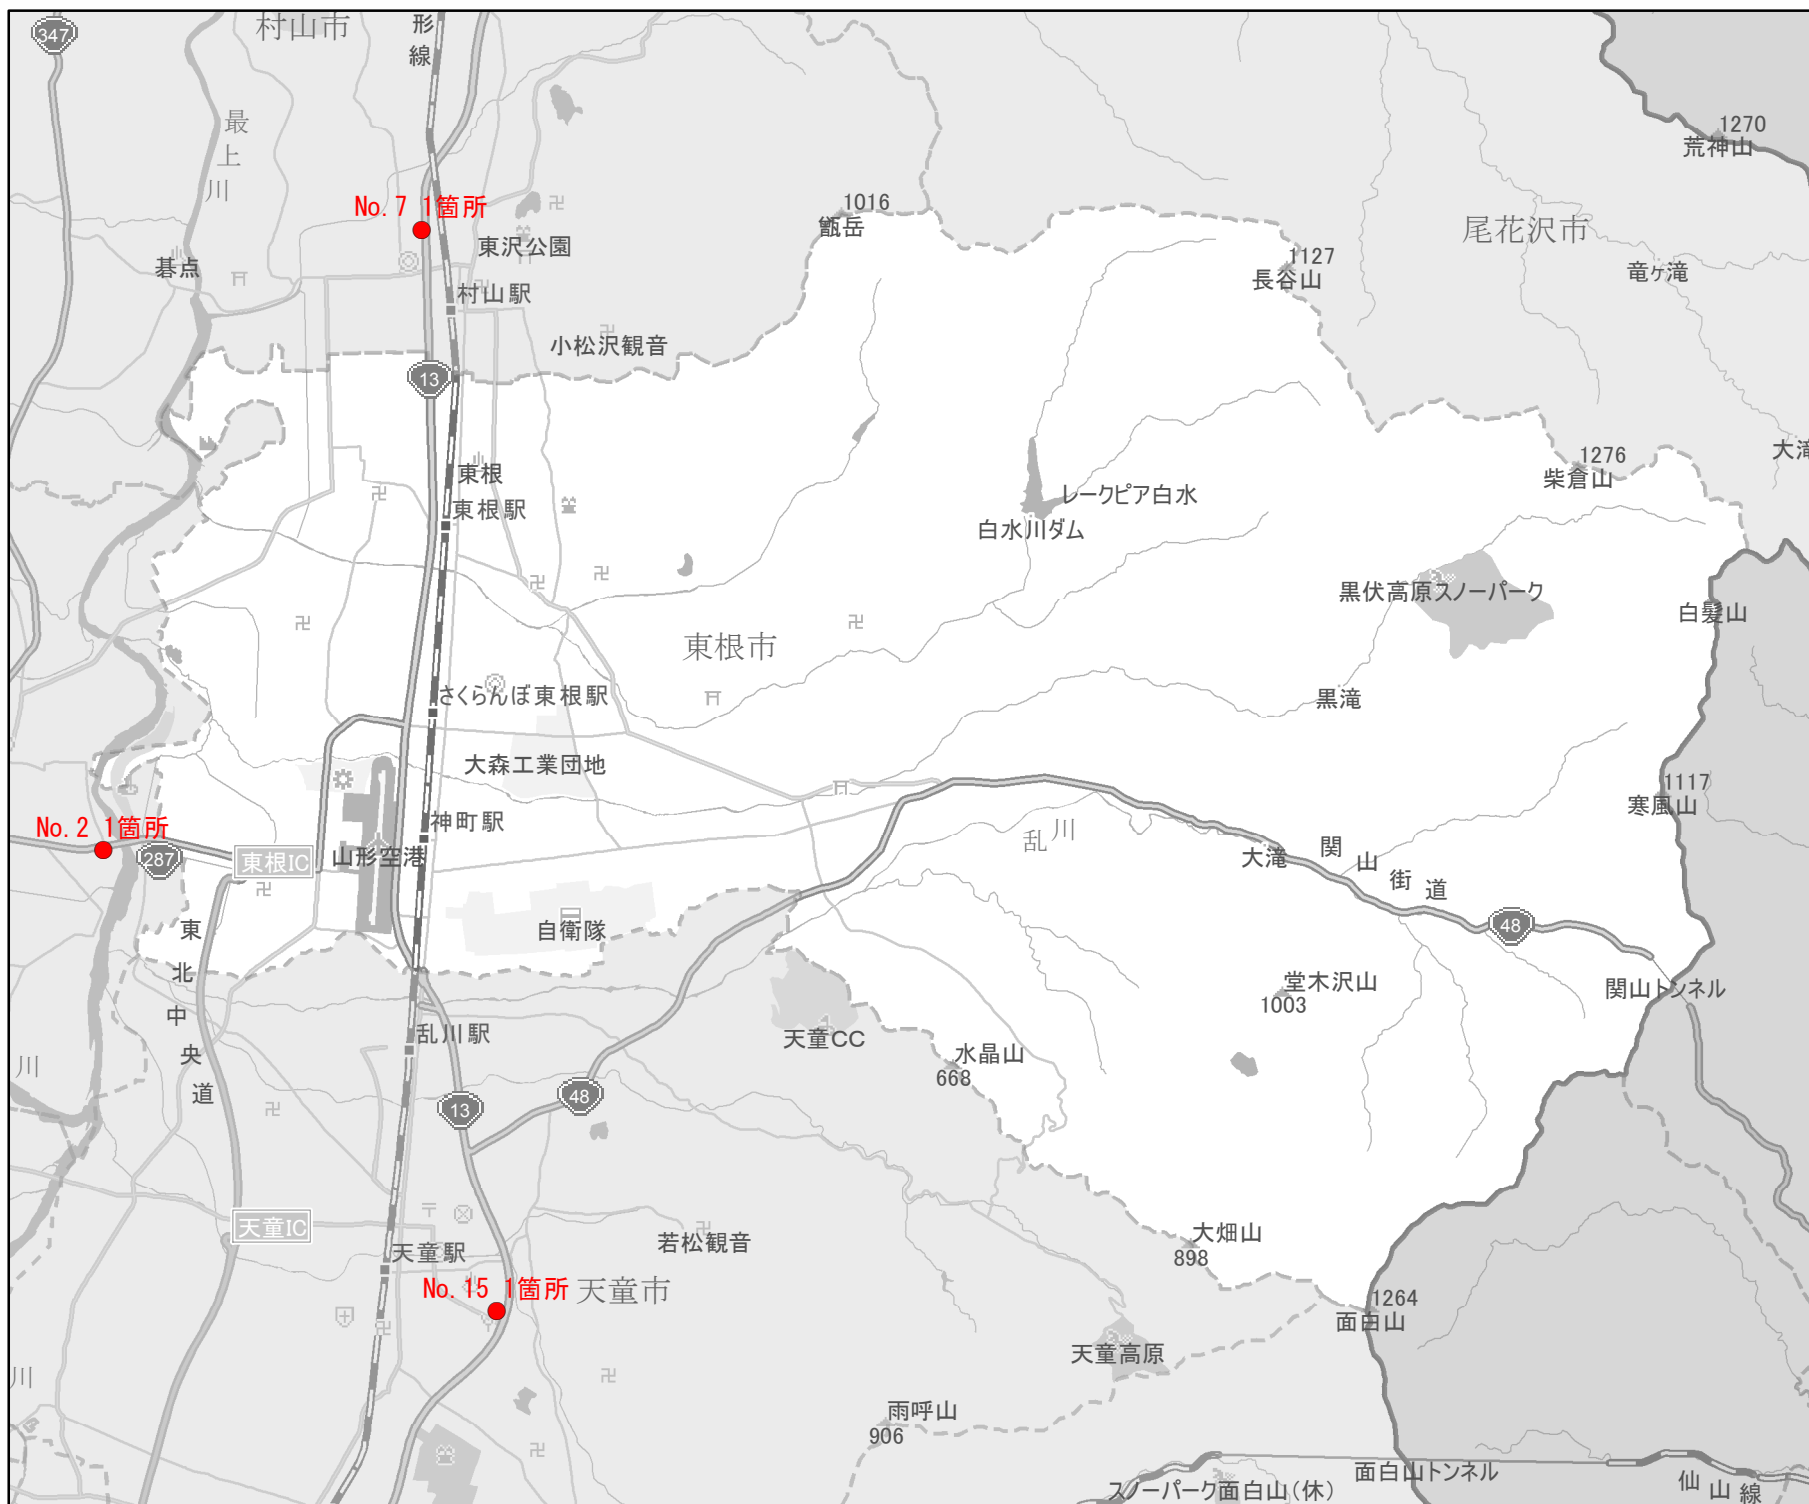 347
村山市
形線
最上川
1270
荒神山
No.7 1箇所
1016
甑岳
尾花沢市
東沢公園
碁点
1127
長谷山
竜ヶ滝
村山駅
小松沢観音
13
大滝
1276
柴倉山
東根
東根駅
レークピア白水
白水川ダム
黒伏高原スノーパーク
白髪山
東根市
さくらんぼ東根駅
黒滝
大森工業団地
1117
寒風山
No.2 1箇所
神町駅
287
東根IC
山形空港
乱川
大滝
関山街道
48
自衛隊
東北中央道
堂木沢山
1003
関山トンネル
乱川駅
天童CC
水晶山
668
川
13
48
天童IC
天童駅
若松観音
大畑山
898
No.15 1箇所
天童市
1264
面白山
天童高原
川
雨呼山
906
面白山トンネル
スノーパーク面白山(休)
仙山線